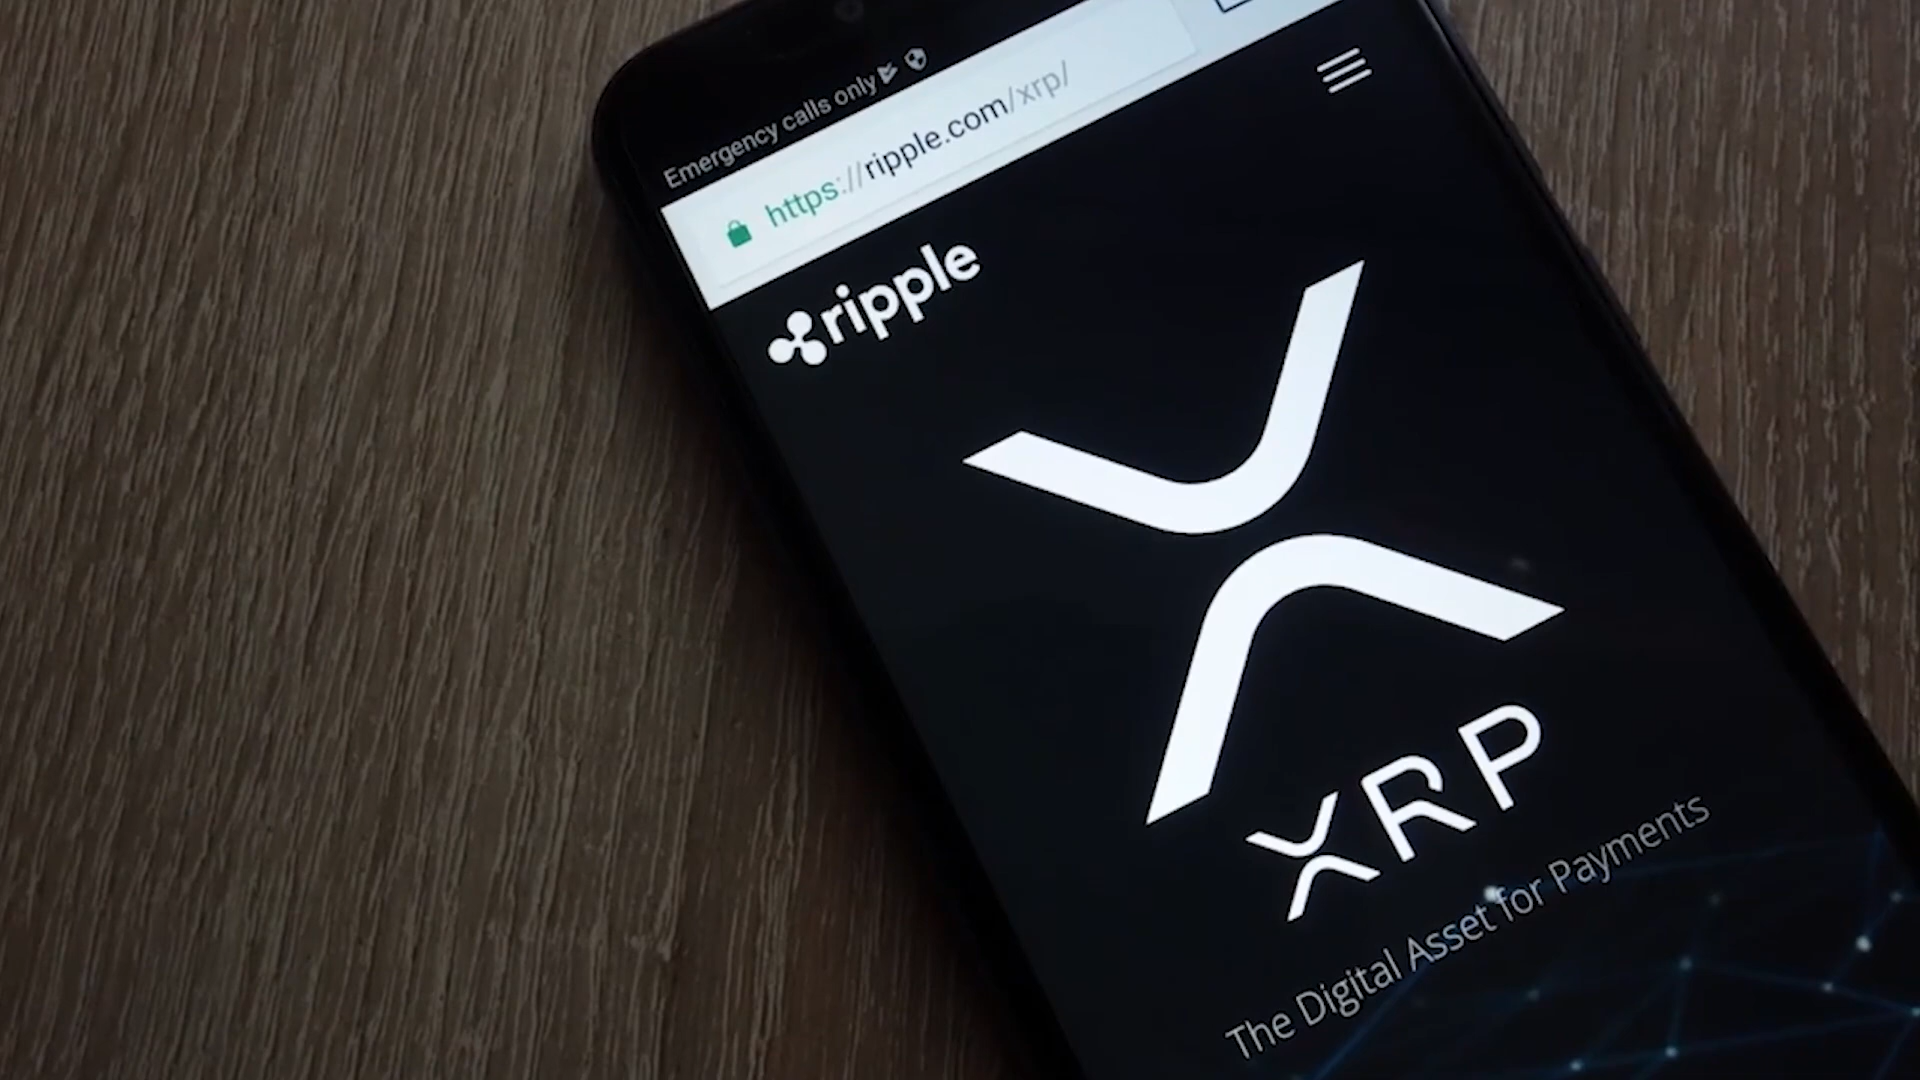 Emergency calls only
https://ripple.com/xrp/
ripple
XRP
The Digital Asset for Payments